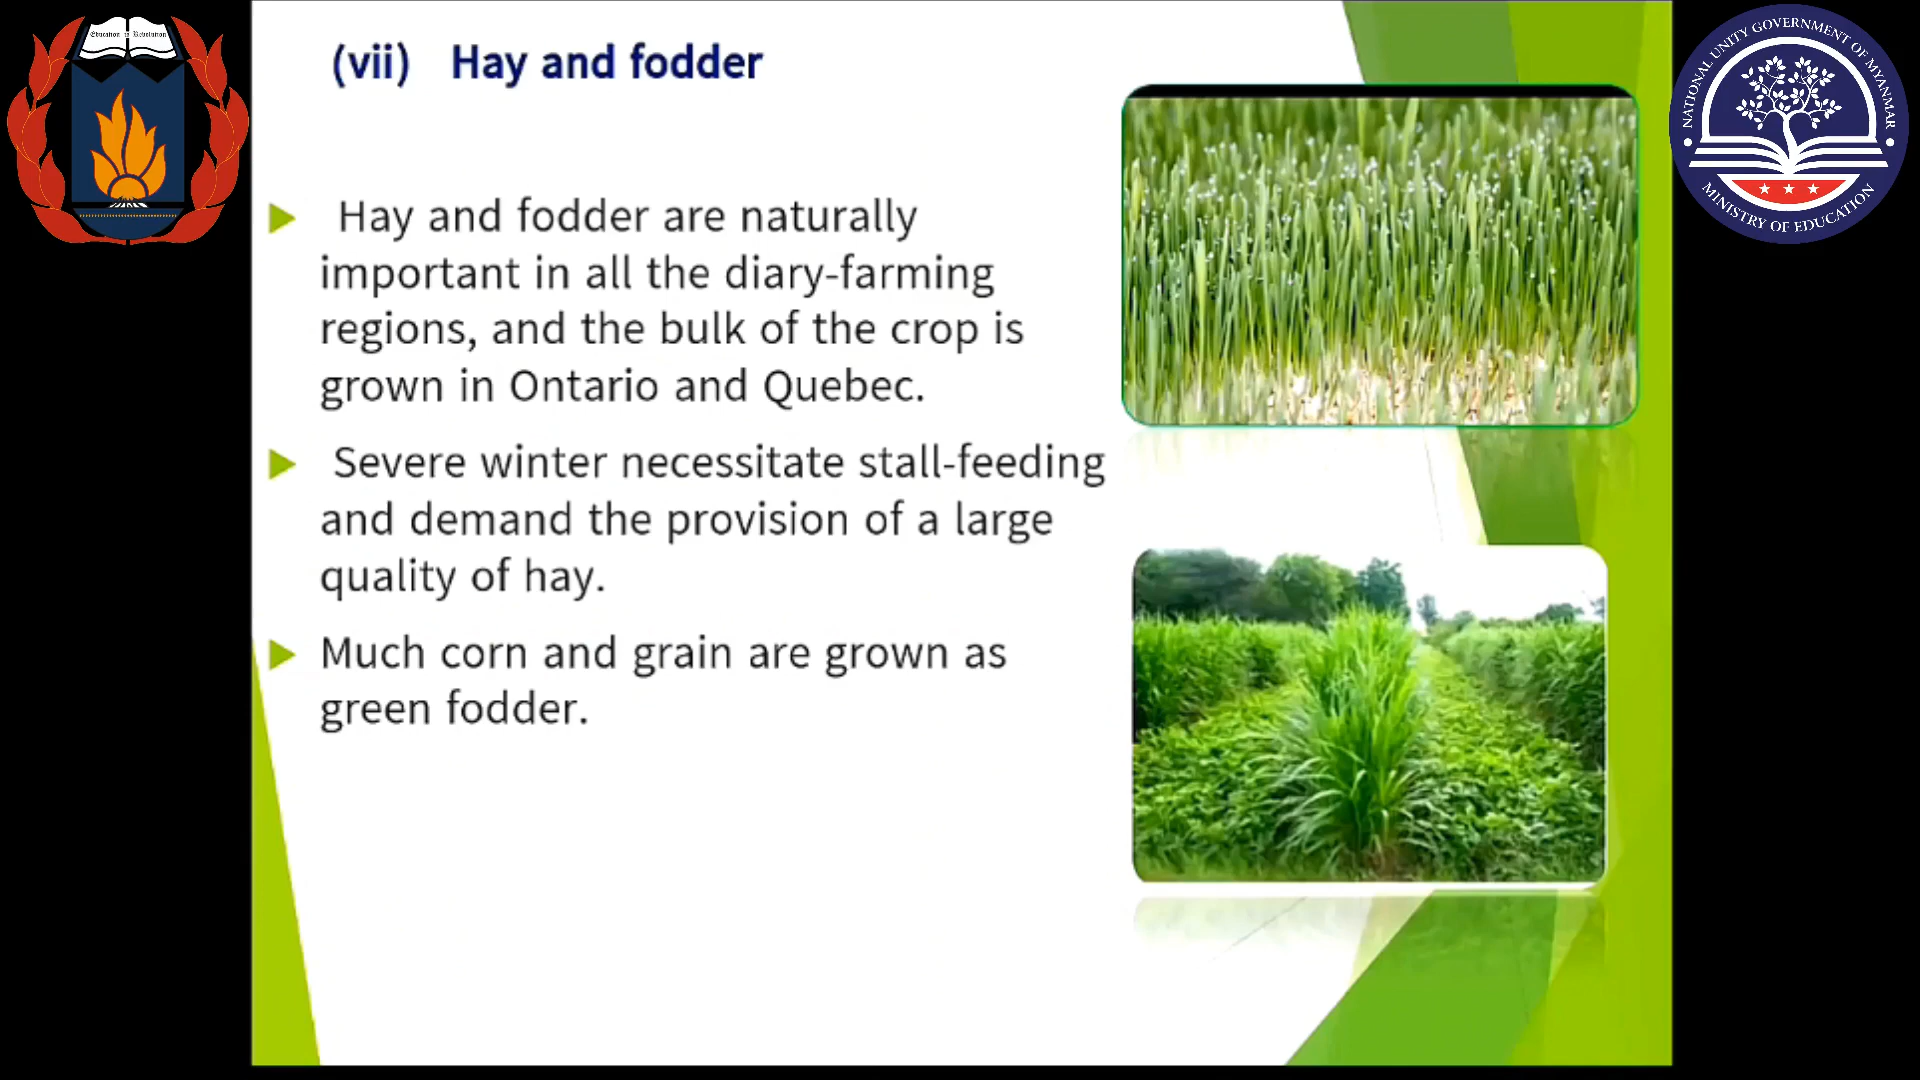 Education in Revolution
(vii) Hay and fodder
NATIONAL UNITY GOVERNMENT OF MYANMAR
MINISTRY OF EDUCATION
Hay and fodder are naturally
important in all the diary-farming
regions, and the bulk of the crop is
grown in Ontario and Quebec.
Severe winter necessitate stall-feeding
and demand the provision of a large
quality of hay.
Much corn and grain are grown as
green fodder.